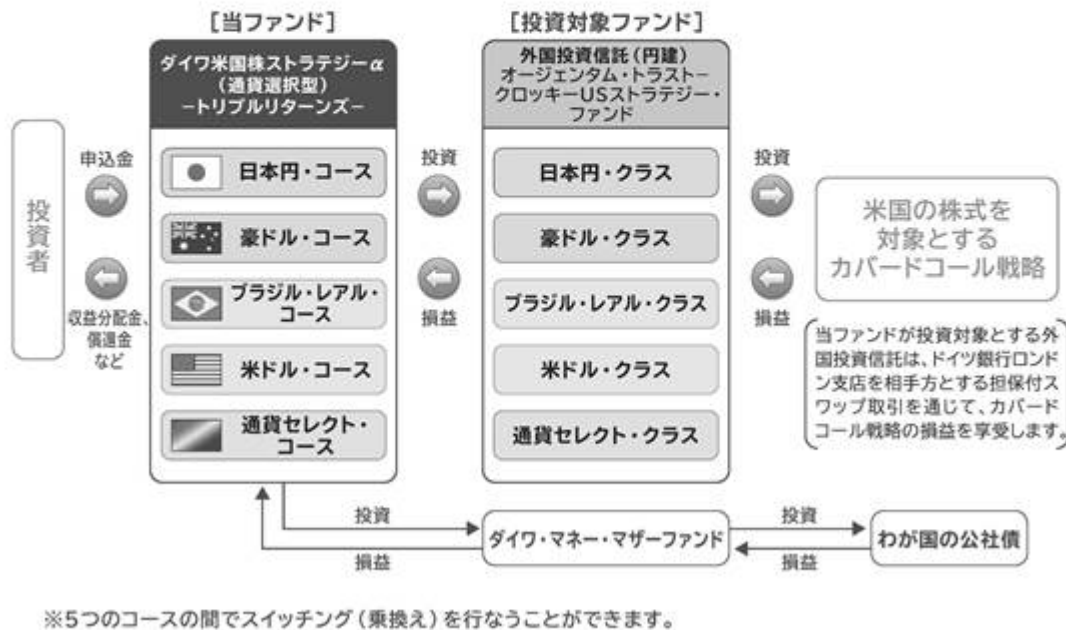 ［当ファンド］
［投資対象ファンド］
ダイワ米国株ストラテジーα
（通貨選択型）
－トリプルリターンズ－
外国投資信託（円建）
オージェンタム・トラスト－
クロッキーUSストラテジー・
ファンド
投資者
申込金
収益分配金、
償還金
など
日本円・コース
豪ドル・コース
ブラジル・レアル・
コース
米ドル・コース
通貨セレクト・
コース
投資
損益
日本円・クラス
豪ドル・クラス
ブラジル・レアル・クラス
米ドル・クラス
通貨セレクト・クラス
投資
損益
米国の株式を
対象とする
カバードコール戦略
当ファンドが投資対象とする外
国投資信託は、ドイツ銀行ロンド
ン支店を相手方とする担保付ス
ワップ取引を通じて、カバード
コール戦略の損益を享受します。
投資
損益
ダイワ・マネー・マザーファンド
投資
損益
わが国の公社債
※5つのコースの間でスイッチング（乗換え）を行なうことができます。